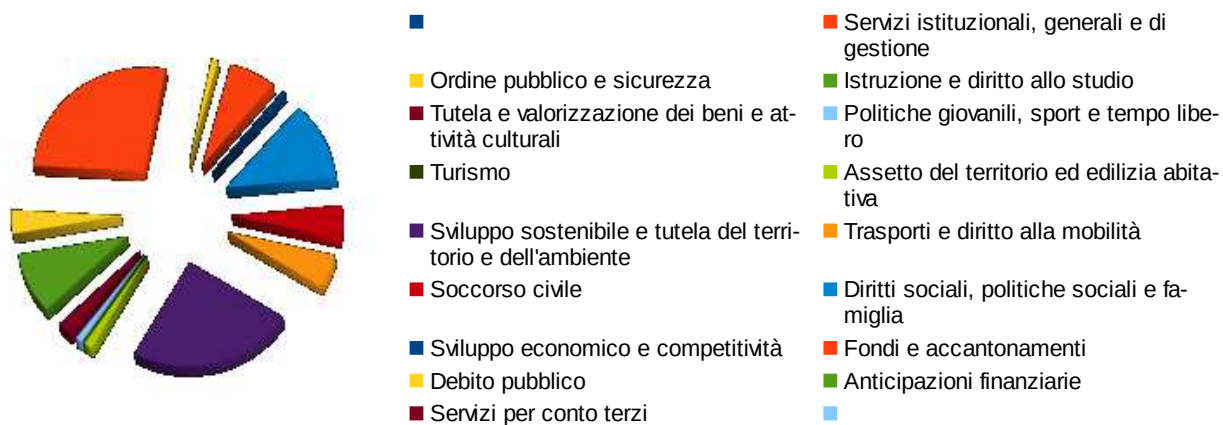 Servizi istituzionali, generali e di
gestione
Ordine pubblico e sicurezza
Istruzione e diritto allo studio
Tutela e valorizzazione dei beni e at-
tività culturali
Politiche giovanili, sport e tempo libe-
ro
Turismo
Assetto del territorio ed edilizia abita-
tiva
Sviluppo sostenibile e tutela del terri-
torio e dell'ambiente
Trasporti e diritto alla mobilità
Soccorso civile
Diritti sociali, politiche sociali e fa-
miglia
Sviluppo economico e competitività
Fondi e accantonamenti
Debito pubblico
Anticipazioni finanziarie
Servizi per conto terzi